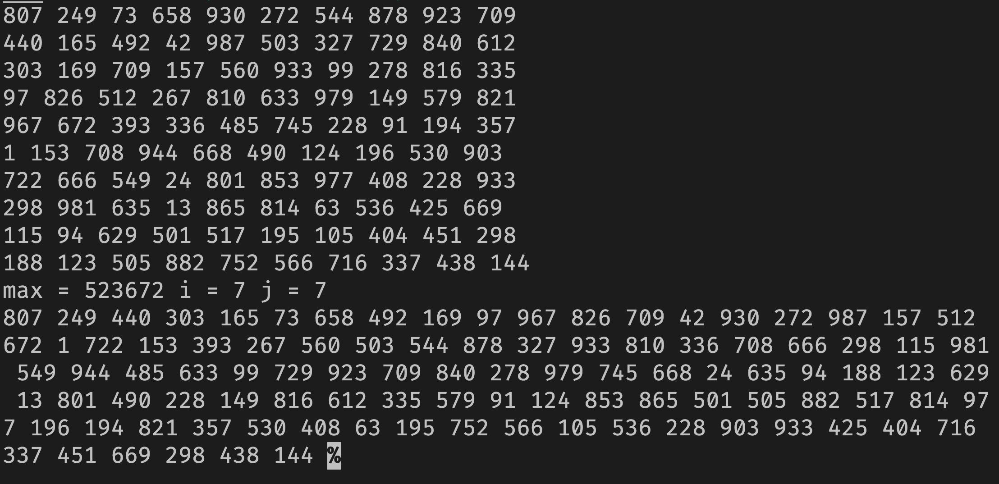 807 249 73 658 930 272 544 878 923 709
440 165 492 42 987 503 327 729 840 612
303 169 709 157 560 933 99 278 816 335
97 826 512 267 810 633 979 149 579 821
967 672 393 336 485 745 228 91 194 357
1 153 708 944 668 490 124 196 530 903
722 666 549 24 801 853 977 408 228 933
298 981 635 13 865 814 63 536 425 669
115 94 629 501 517 195 105 404 451 298
188 123 505 882 752 566 716 337 438 144
max = 523672 i = 7 j = 7
807 249 440 303 165 73 658 492 169 97 967 826 709 42 930 272 987 157 512
672 1 722 153 393 267 560 503 544 878 327 933 810 336 708 666 298 115 981
549 944 485 633 99 729 923 709 840 278 979 745 668 24 635 94 188 123 629
13 801 490 228 149 816 612 335 579 91 124 853 865 501 505 882 517 814 97
7 196 194 821 357 530 408 63 195 752 566 105 536 228 903 933 425 404 716
337 451 669 298 438 144 %